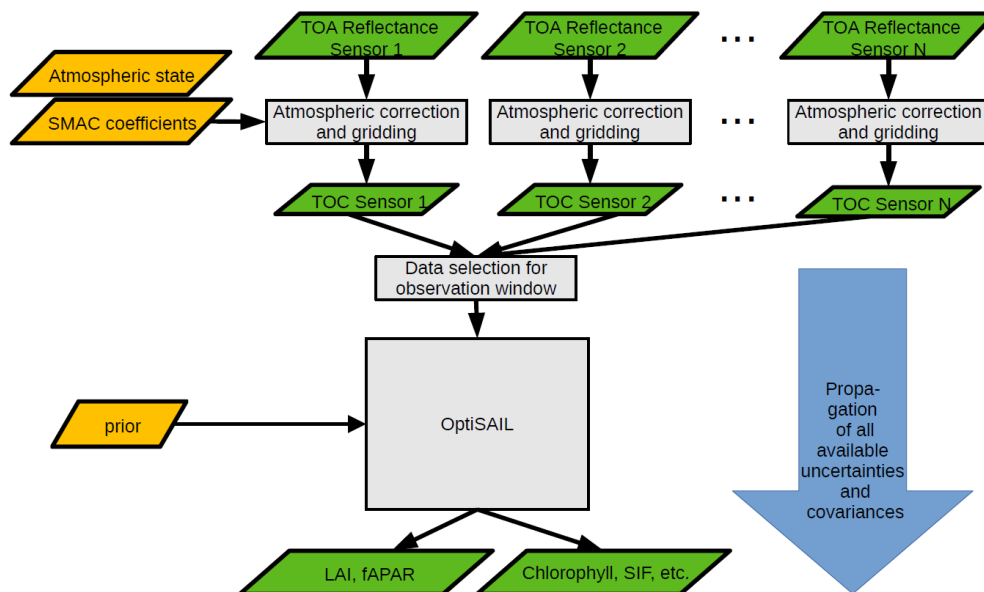 TOA Reflectance
Sensor 1
TOA Reflectance
Sensor 2
...
TOA Reflectance
Sensor N
Atmospheric state
SMAC coefficients
Atmospheric correction
and gridding
Atmospheric correction
and gridding
...
Atmospheric correction
and gridding
TOC Sensor 1
TOC Sensor 2
...
TOC Sensor N
Data selection for
observation window
prior
OptiSAIL
Propa-
gation
of all
available
uncertainties
and
covariances
LAI, fAPAR
Chlorophyll, SIF, etc.